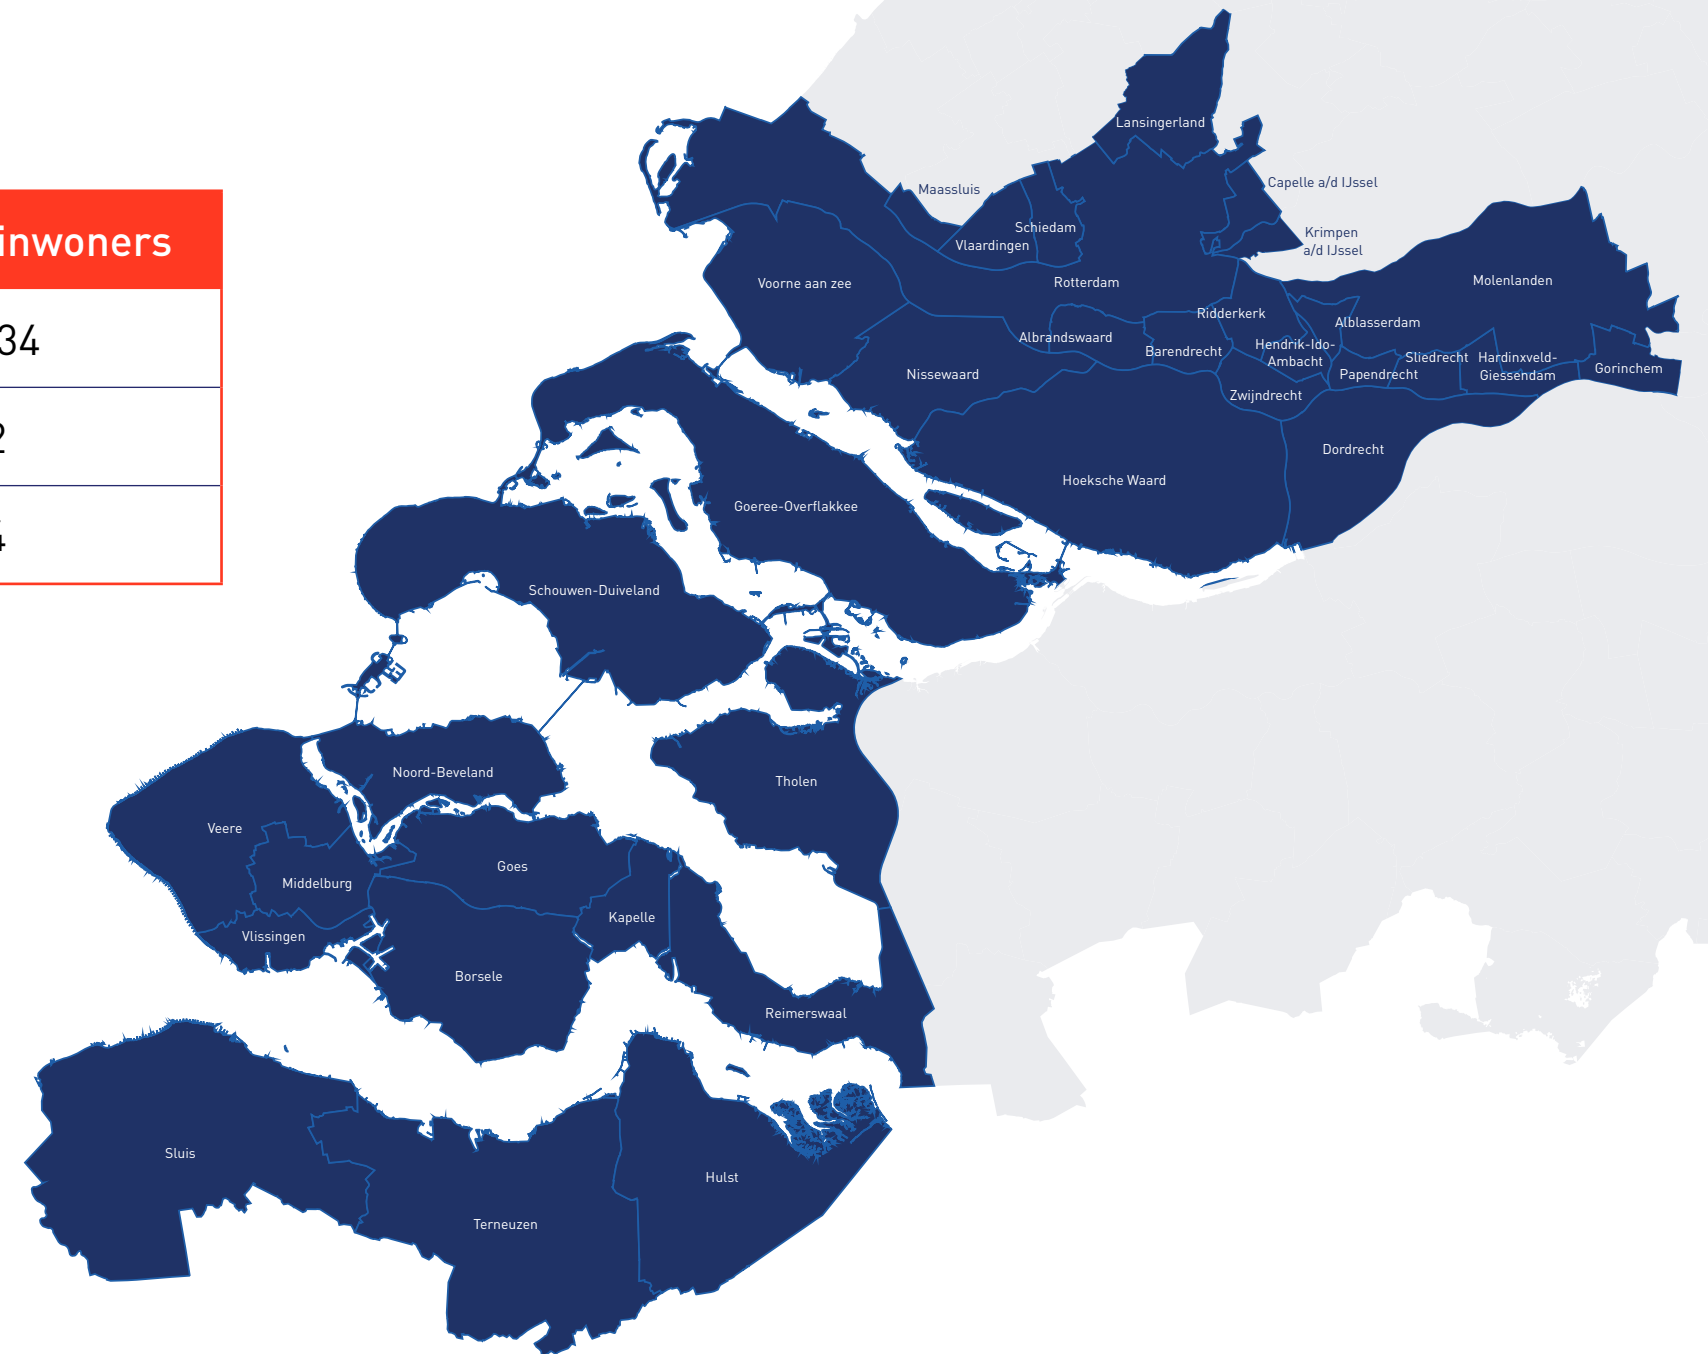 inwoners
34
2
Lansingerland
Capelle a/d IJssel
Maassluis
Schiedam
Vlaardingen
Krimpen
a/d IJssel
Voorne aan zee
Rotterdam
Molenlanden
Ridderkerk
Alblasserdam
Albrandswaard
Barendrecht
Hendrik-Ido-
Ambacht
Sliedrecht
Hardinxveld-
Giessendam
Gorinchem
Nissewaard
Papendrecht
Zwijndrecht
Dordrecht
Hoeksche Waard
Goeree-Overflakkee
Schouwen-Duiveland
Noord-Beveland
Tholen
Veere
Goes
Middelburg
Kapelle
Vlissingen
Borsele
Reimerswaal
Sluis
Hulst
Terneuzen